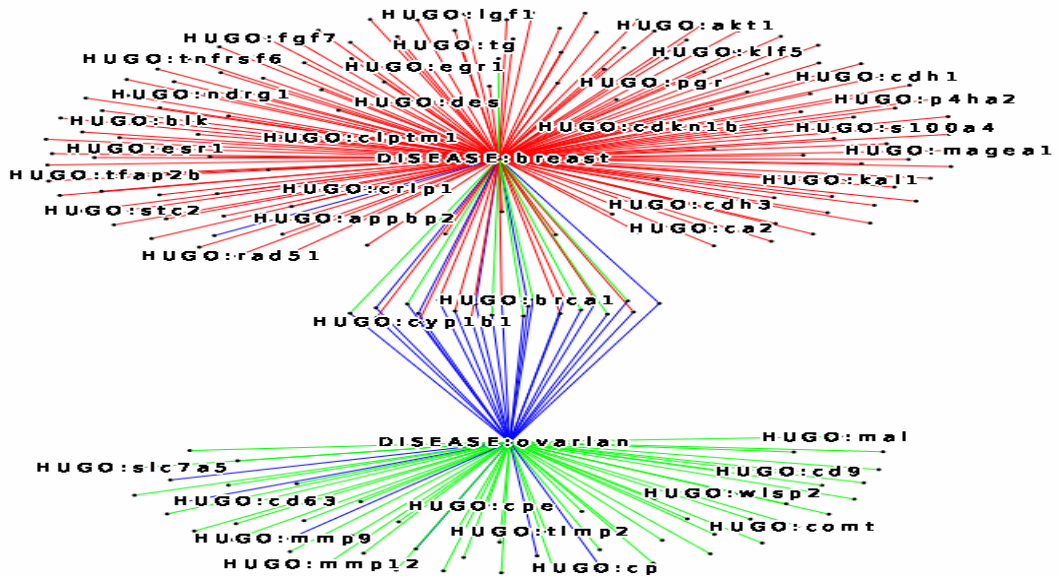 HUGO:igf1
HUGO:akt1
HUGO:fgf7
HUGO:tg
HUGO:klf5
HUGO:tnfrsf6
HUGO:egr1
HUGO:pgr
HUGO:cdh1
HUGO:ndrg1
HUGO:des
HUGO:p4ha2
HUGO:blk
HUGO:clptm1
HUGO:cdkn1b
HUGO:s100a4
HUGO:esr1
DISEASE:breast
HUGO:magea1
HUGO:tfap2b
HUGO:crip1
HUGO:kal1
HUGO:stc2
HUGO:appbp2
HUGO:cdh3
HUGO:ca2
HUGO:rad51
HUGO:brca1
HUGO:cyp1b1
DISEASE:ovarian
HUGO:mal
HUGO:slc7a5
HUGO:cd9
HUGO:cd63
HUGO:wisp2
HUGO:cpe
HUGO:comt
HUGO:mmp9
HUGO:timp2
HUGO:mmp12
HUGO:cp